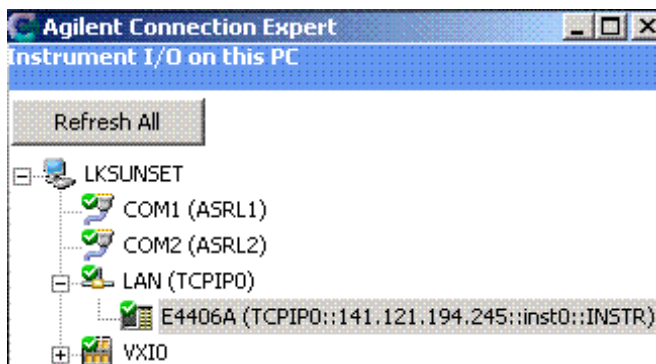 Agilent Connection Expert
Instrument I/O on this PC
Refresh All
LKSUNSET
COM1 (ASRL1)
COM2 (ASRL2)
LAN (TCPIP0)
E4406A (TCPIP0::141.121.194.245::inst0::INSTR)
VXI0